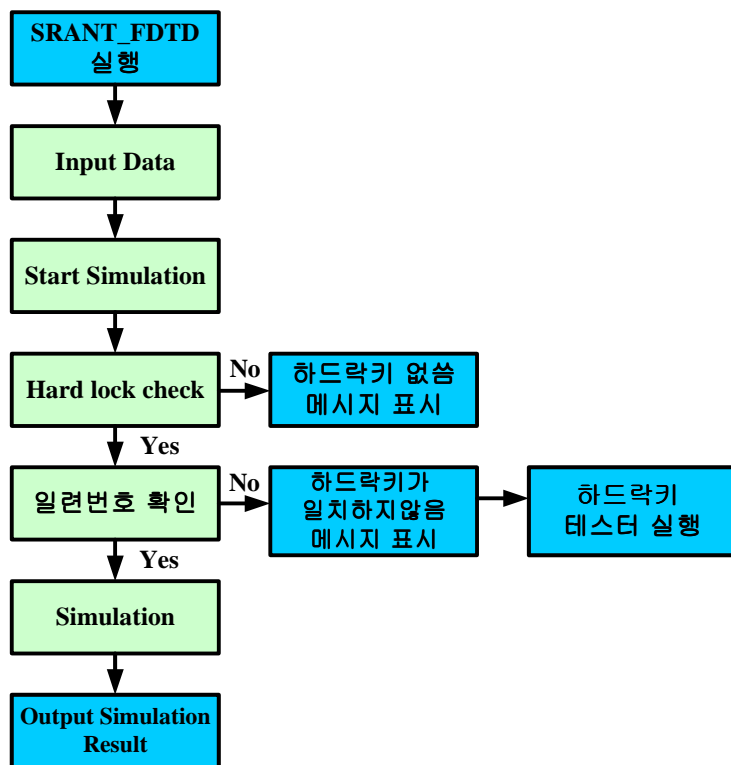 SRANT_FDTD
실행
Input Data
Start Simulation
Hard lock check
No
하드락키 없씀
메시지 표시
Yes
일련번호 확인
No
하드락키가
일치하지않음
메시지 표시
하드락키
테스터 실행
Yes
Simulation
Output Simulation
Result